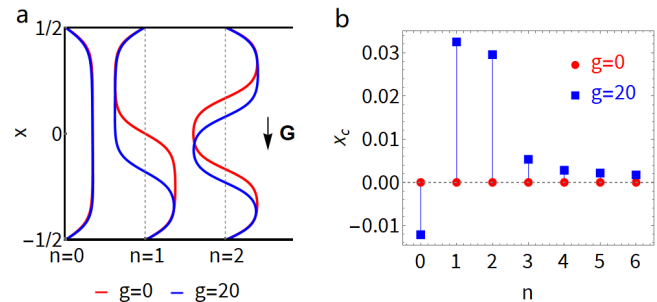 a
1/2
x
0
G
−1/2
n=0 n=1 n=2
g=0 g=20
b
0.03
0.02
0.01
0.00
−0.01
x_c
g=0
g=20
0 1 2 3 4 5 6
n